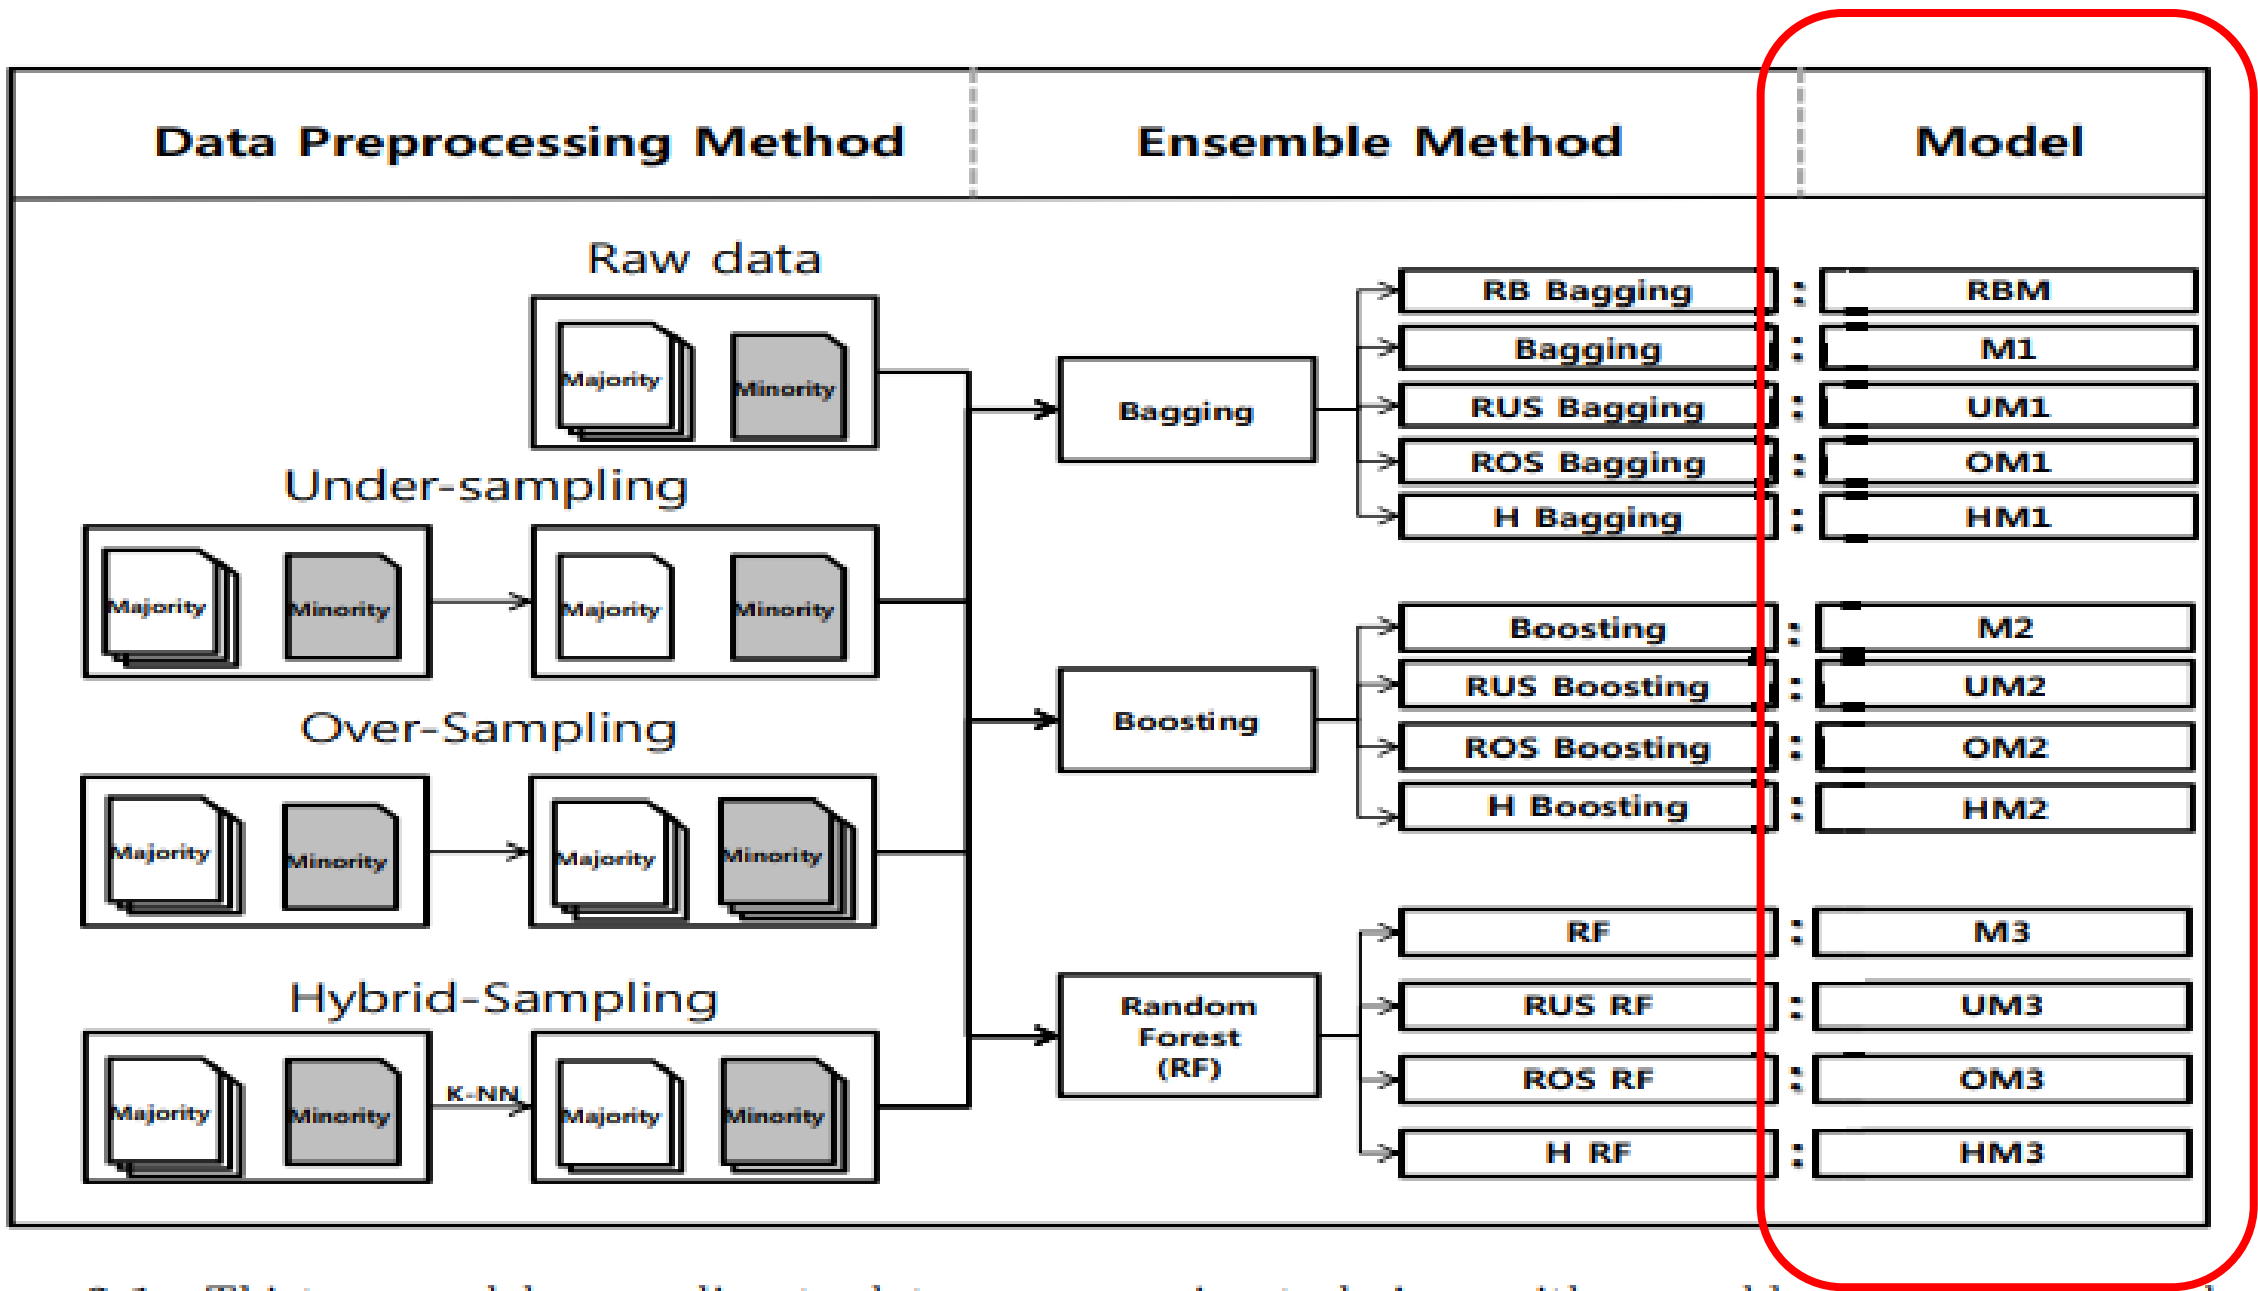 Data Preprocessing Method
Ensemble Method
Model
Raw data
Majority
Minority
Under-sampling
Majority
Minority
Majority
Minority
Over-Sampling
Majority
Minority
Majority
Minority
Hybrid-Sampling
Majority
Minority
K-NN
Majority
Minority
Bagging
RB Bagging : RBM
Bagging : M1
RUS Bagging : UM1
ROS Bagging : OM1
H Bagging : HM1
Boosting
Boosting : M2
RUS Boosting : UM2
ROS Boosting : OM2
H Boosting : HM2
Random
Forest
(RF)
RF : M3
RUS RF : UM3
ROS RF : OM3
H RF : HM3